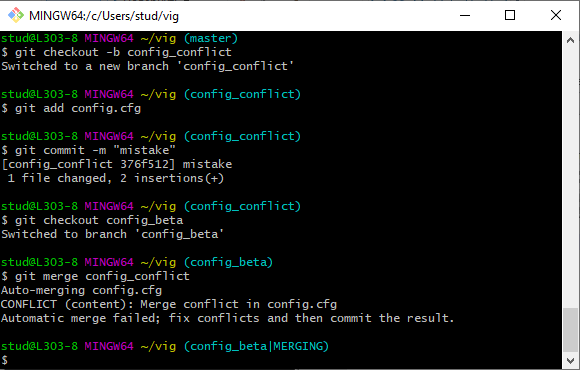 MINGW64:/c/Users/stud/vig
stud@L303-8 MINGW64 ~/vig (master)
$ git checkout -b config_conflict
Switched to a new branch 'config_conflict'
stud@L303-8 MINGW64 ~/vig (config_conflict)
$ git add config.cfg
stud@L303-8 MINGW64 ~/vig (config_conflict)
$ git commit -m "mistake"
[config_conflict 376f512] mistake
 1 file changed, 2 insertions(+)
stud@L303-8 MINGW64 ~/vig (config_conflict)
$ git checkout config_beta
Switched to branch 'config_beta'
stud@L303-8 MINGW64 ~/vig (config_beta)
$ git merge config_conflict
Auto-merging config.cfg
CONFLICT (content): Merge conflict in config.cfg
Automatic merge failed; fix conflicts and then commit the result.
stud@L303-8 MINGW64 ~/vig (config_beta|MERGING)
$